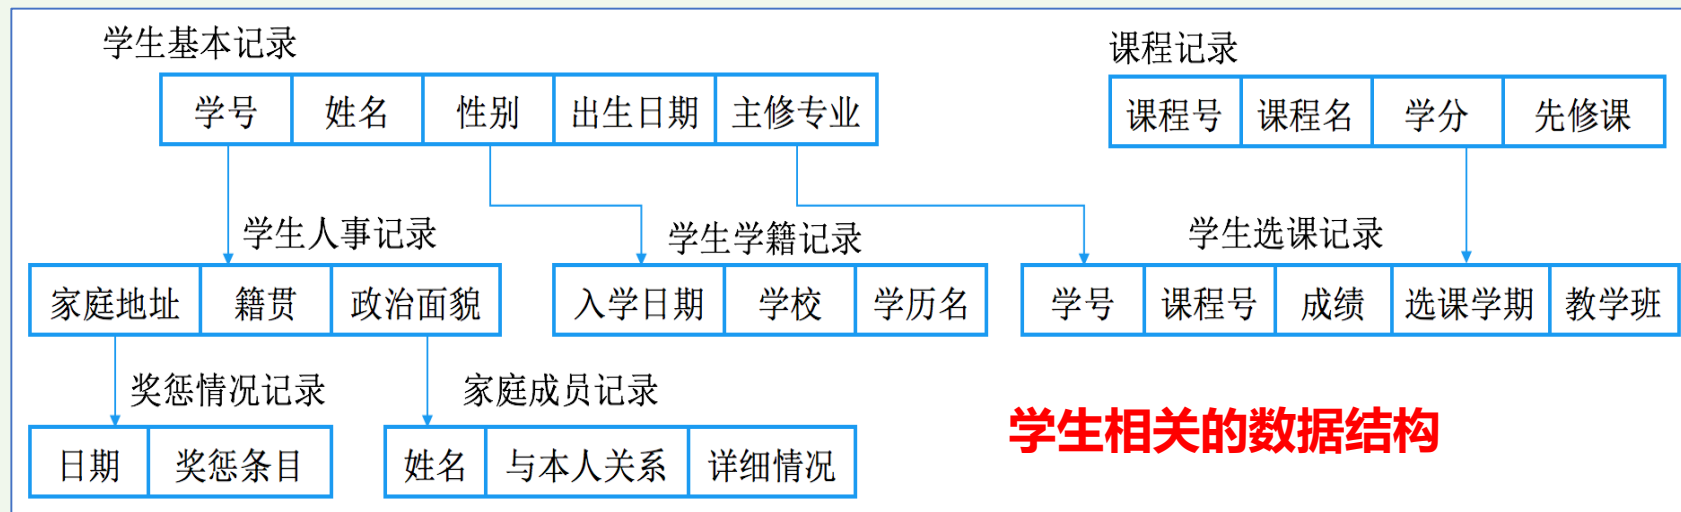 学生基本记录
课程记录
学号 姓名 性别 出生日期 主修专业
课程号 课程名 学分 先修课
学生人事记录
学生学籍记录
学生选课记录
家庭地址 籍贯 政治面貌
入学日期 学校 学历名
学号 课程号 成绩 选课学期 教学班
奖惩情况记录
家庭成员记录
学生相关的数据结构
日期 奖惩条目
姓名 与本人关系 详细情况